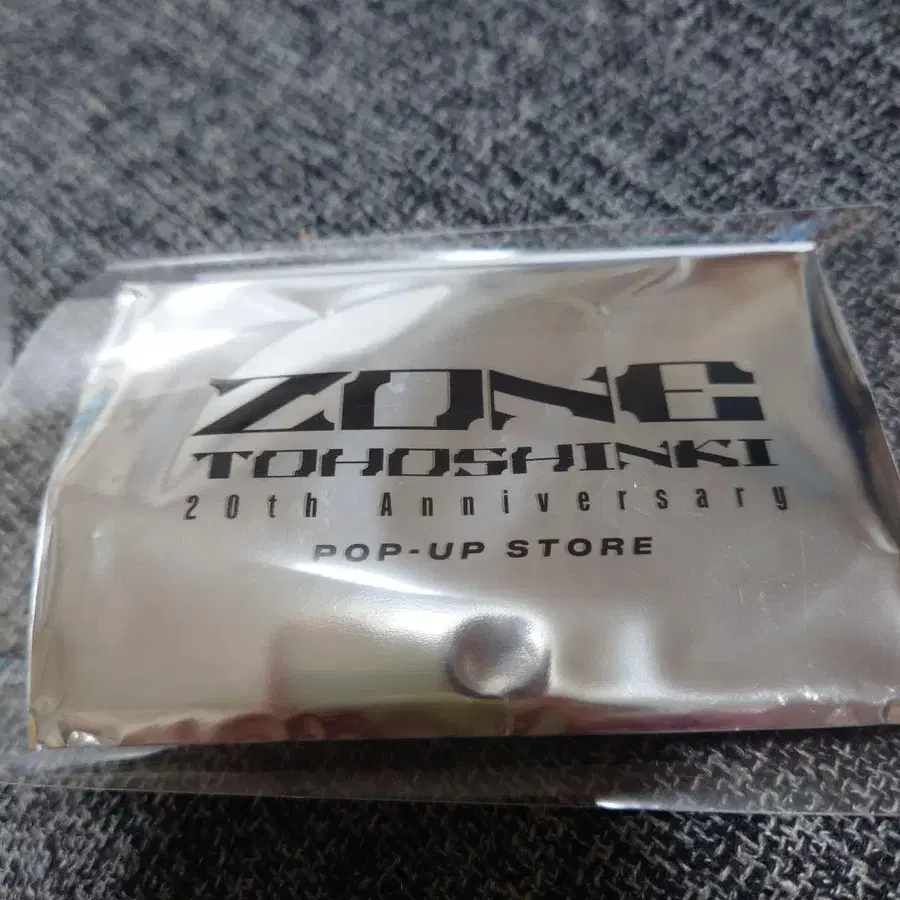 ZONE
TOHOSHINKI
20th Anniversary
POP-UP STORE